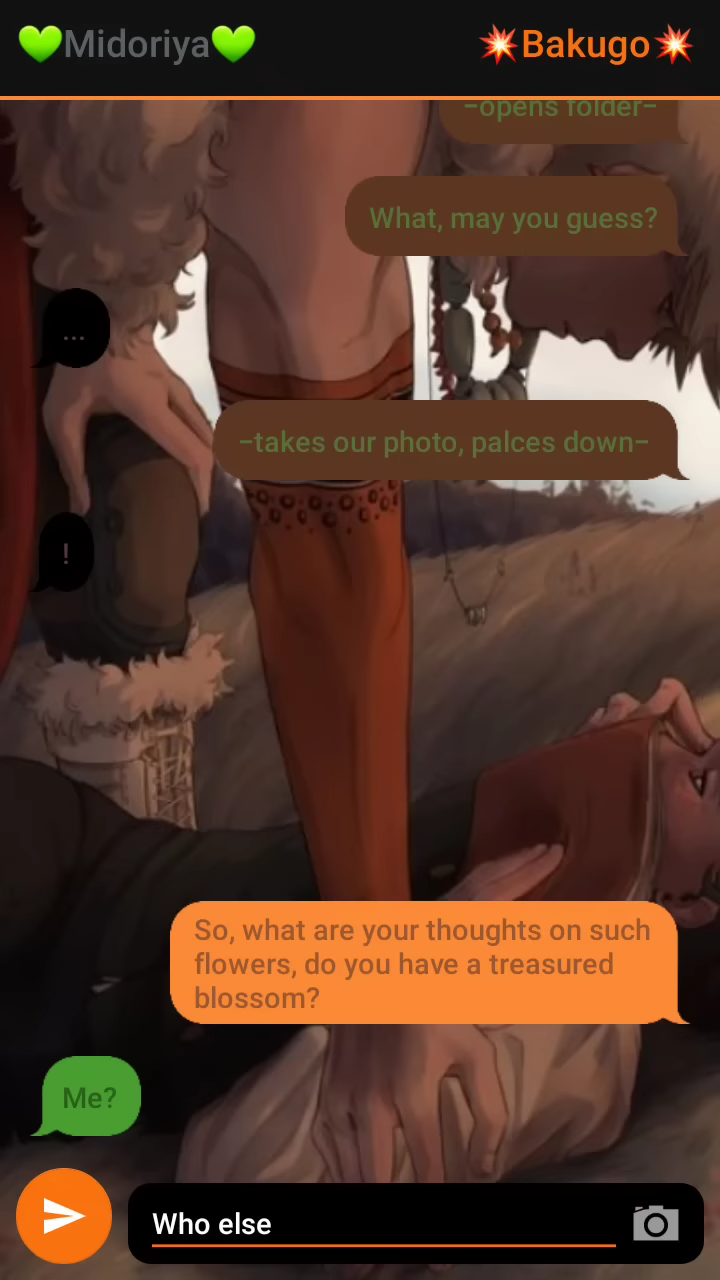 💚Midoriya💚
💥Bakugo💥
-opens folder-
What, may you guess?
...
-takes our photo, palces down-
!
So, what are your thoughts on such
flowers, do you have a treasured
blossom?
Me?
Who else